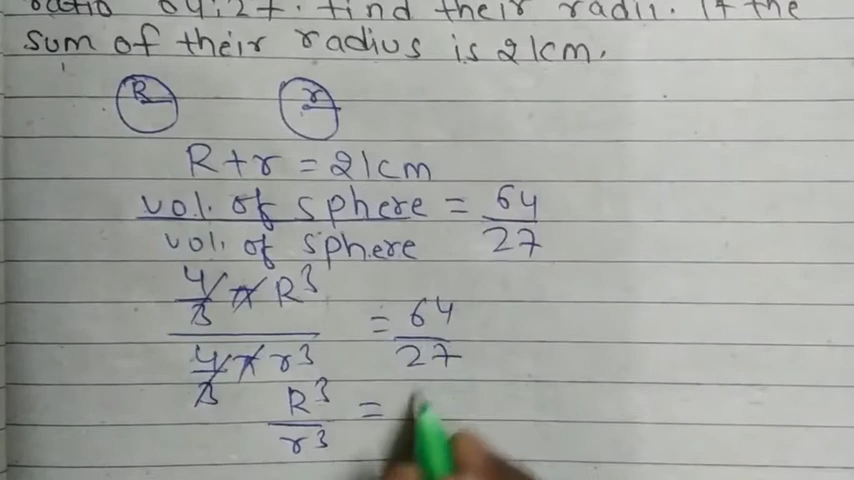 ratio 64:27. find their radii. If the
sum of their radius is 21cm.
R r
R+r = 21cm
vol. of sphere = 64
vol. of sphere 27
4/3 π R³ = 64
4/3 π r³ 27
R³ =
r³